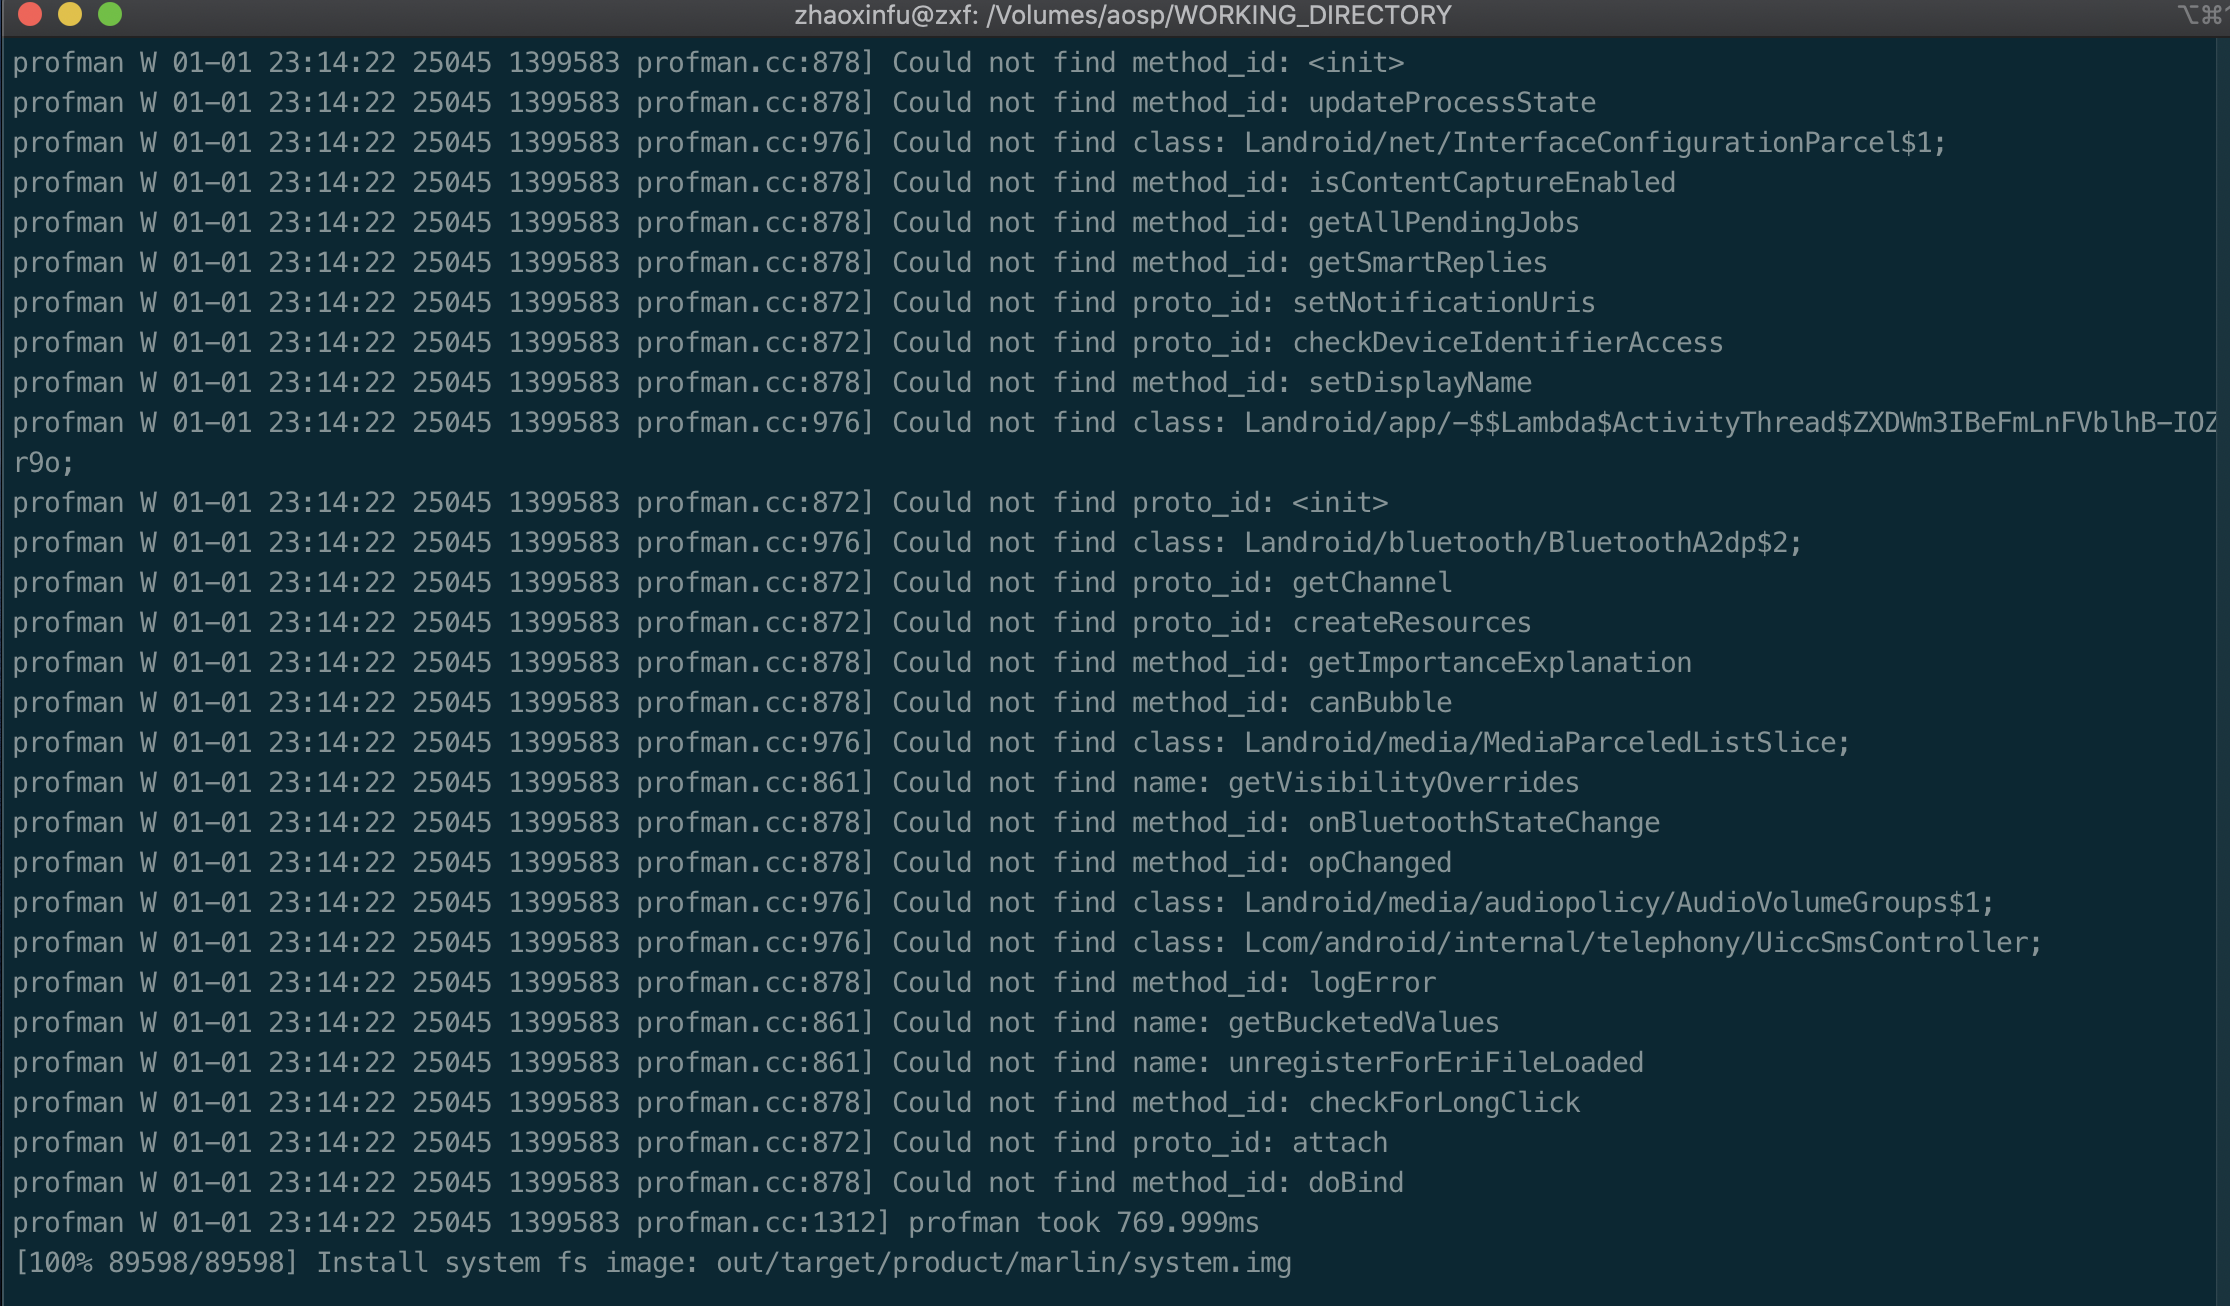 zhaoxinfu@zxf: /Volumes/aosp/WORKING_DIRECTORY
profman W 01-01 23:14:22 25045 1399583 profman.cc:878] Could not find method_id: <init>
profman W 01-01 23:14:22 25045 1399583 profman.cc:878] Could not find method_id: updateProcessState
profman W 01-01 23:14:22 25045 1399583 profman.cc:976] Could not find class: Landroid/net/InterfaceConfigurationParcel$1;
profman W 01-01 23:14:22 25045 1399583 profman.cc:878] Could not find method_id: isContentCaptureEnabled
profman W 01-01 23:14:22 25045 1399583 profman.cc:878] Could not find method_id: getAllPendingJobs
profman W 01-01 23:14:22 25045 1399583 profman.cc:878] Could not find method_id: getSmartReplies
profman W 01-01 23:14:22 25045 1399583 profman.cc:872] Could not find proto_id: setNotificationUris
profman W 01-01 23:14:22 25045 1399583 profman.cc:872] Could not find proto_id: checkDeviceIdentifierAccess
profman W 01-01 23:14:22 25045 1399583 profman.cc:878] Could not find method_id: setDisplayName
profman W 01-01 23:14:22 25045 1399583 profman.cc:976] Could not find class: Landroid/app/-$$Lambda$ActivityThread$ZXDWm3IBeFmLnFVblhB-IOZ
r9o;
profman W 01-01 23:14:22 25045 1399583 profman.cc:872] Could not find proto_id: <init>
profman W 01-01 23:14:22 25045 1399583 profman.cc:976] Could not find class: Landroid/bluetooth/BluetoothA2dp$2;
profman W 01-01 23:14:22 25045 1399583 profman.cc:872] Could not find proto_id: getChannel
profman W 01-01 23:14:22 25045 1399583 profman.cc:872] Could not find proto_id: createResources
profman W 01-01 23:14:22 25045 1399583 profman.cc:878] Could not find method_id: getImportanceExplanation
profman W 01-01 23:14:22 25045 1399583 profman.cc:878] Could not find method_id: canBubble
profman W 01-01 23:14:22 25045 1399583 profman.cc:976] Could not find class: Landroid/media/MediaParceledListSlice;
profman W 01-01 23:14:22 25045 1399583 profman.cc:861] Could not find name: getVisibilityOverrides
profman W 01-01 23:14:22 25045 1399583 profman.cc:878] Could not find method_id: onBluetoothStateChange
profman W 01-01 23:14:22 25045 1399583 profman.cc:878] Could not find method_id: opChanged
profman W 01-01 23:14:22 25045 1399583 profman.cc:976] Could not find class: Landroid/media/audiopolicy/AudioVolumeGroups$1;
profman W 01-01 23:14:22 25045 1399583 profman.cc:976] Could not find class: Lcom/android/internal/telephony/UiccSmsController;
profman W 01-01 23:14:22 25045 1399583 profman.cc:878] Could not find method_id: logError
profman W 01-01 23:14:22 25045 1399583 profman.cc:861] Could not find name: getBucketedValues
profman W 01-01 23:14:22 25045 1399583 profman.cc:861] Could not find name: unregisterForEriFileLoaded
profman W 01-01 23:14:22 25045 1399583 profman.cc:878] Could not find method_id: checkForLongClick
profman W 01-01 23:14:22 25045 1399583 profman.cc:872] Could not find proto_id: attach
profman W 01-01 23:14:22 25045 1399583 profman.cc:878] Could not find method_id: doBind
profman W 01-01 23:14:22 25045 1399583 profman.cc:1312] profman took 769.999ms
[100% 89598/89598] Install system fs image: out/target/product/marlin/system.img